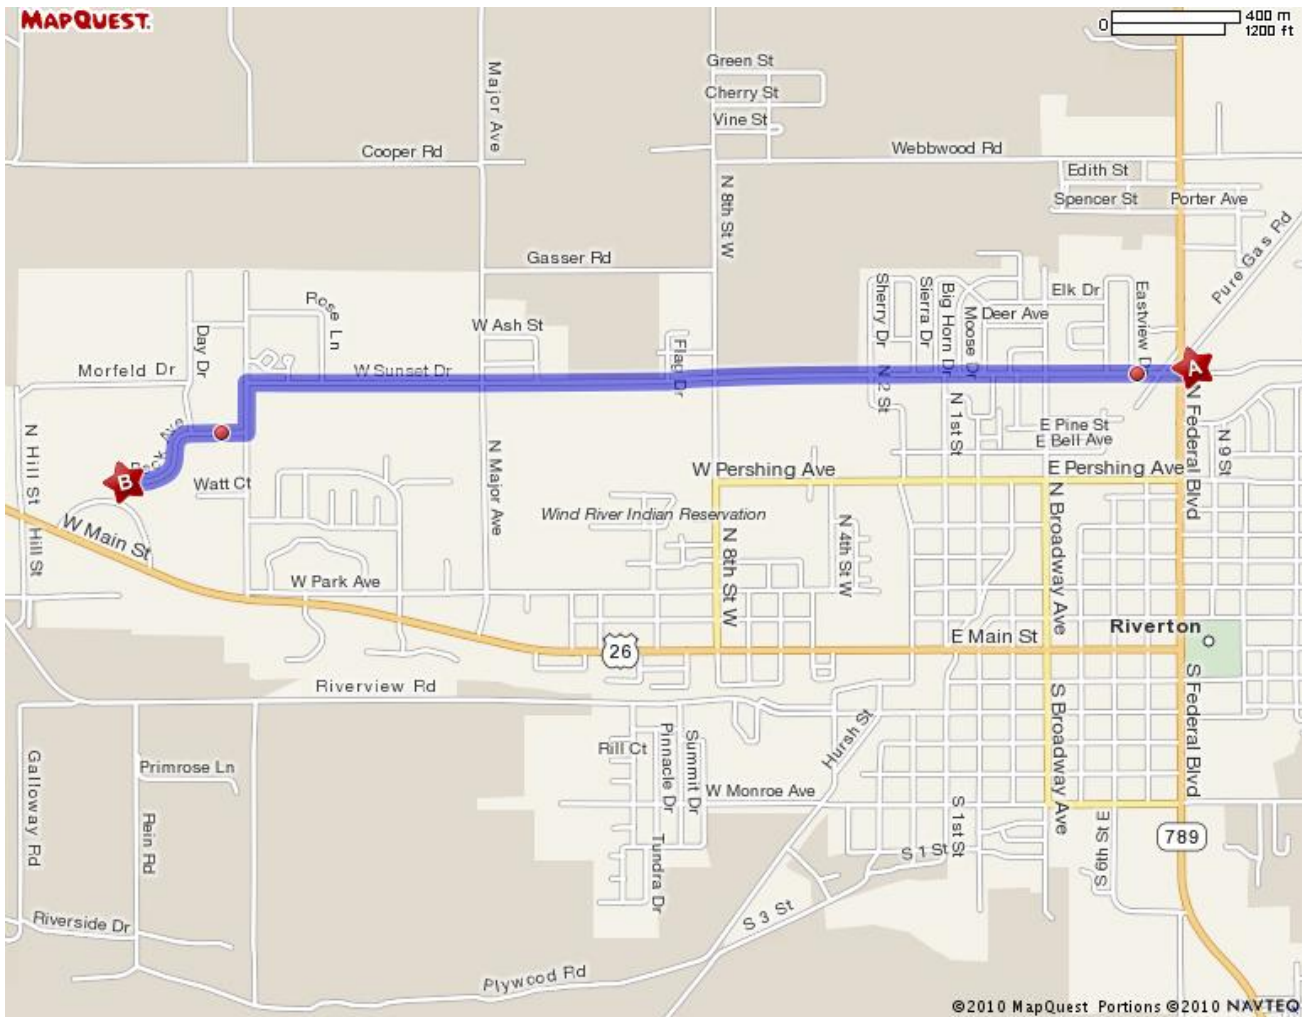 MAPQUEST.
0
400 m
1200 ft
Green St
Cherry St
Vine St
Major Ave
Cooper Rd
Webbwood Rd
Edith St
Spencer St
Porter Ave
N 8th St W
Pure Gas Rd
Gasser Rd
Sherry Dr
Sierra Dr
Big Horn Dr
Moose Dr
Elk Dr
Deer Ave
Eastview Dr
Rose Ln
W Ash St
Day Dr
Flag Dr
Morfeld Dr
W Sunset Dr
A
N 2 St
N 1st St
N Federal Blvd
E Pine St
E Bell Ave
N 9 St
N Hill St
Peck Ave
B
Watt Ct
N Major Ave
W Pershing Ave
E Pershing Ave
Wind River Indian Reservation
W Main St
Hill St
N 8th St W
N 4th St W
N Broadway Ave
W Park Ave
26
E Main St
Riverton
Riverview Rd
S Federal Blvd
S Broadway Ave
Hursh St
Rill Ct
Pinnacle Dr
Summit Dr
Galloway Rd
Primrose Ln
W Monroe Ave
Rein Rd
Tundra Dr
S 1st St
S 1 St
S 6th St E
789
Riverside Dr
S 3 St
Plywood Rd
©2010 MapQuest Portions ©2010 NAVTEQ